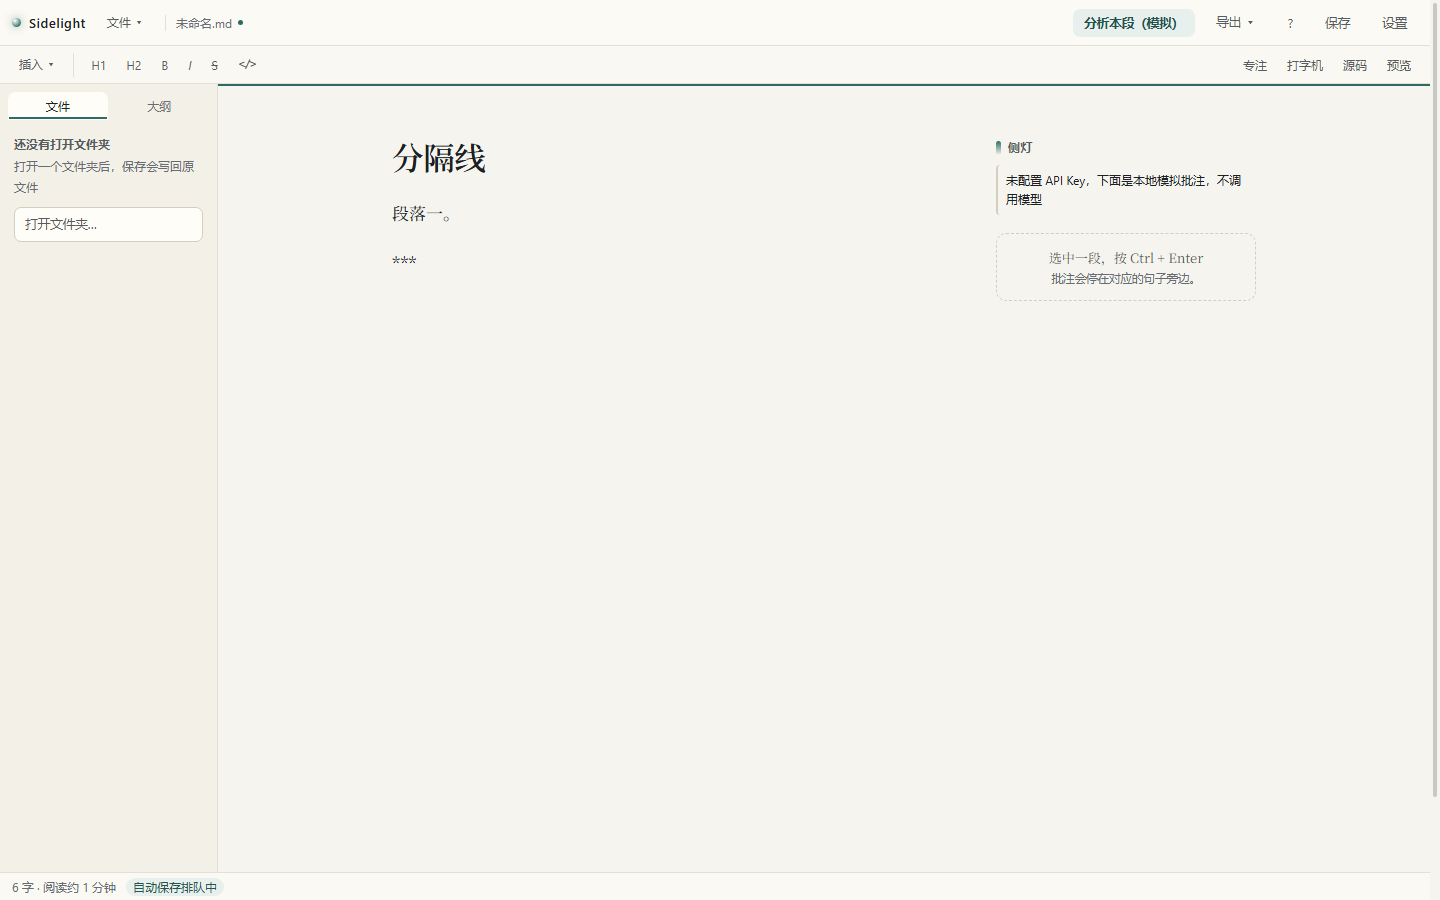 Sidelight 文件 未命名.md 分析本段（模拟） 导出 ? 保存 设置
插入 H1 H2 B I S </> 专注 打字机 源码 预览
文件 大纲
还没有打开文件夹
打开一个文件夹后，保存会写回原
文件
打开文件夹...
分隔线
段落一。
***
侧灯
未配置 API Key，下面是本地模拟批注，不调
用模型
选中一段，按 Ctrl + Enter
批注会停在对应的句子旁边。
6 字 · 阅读约 1 分钟 自动保存排队中